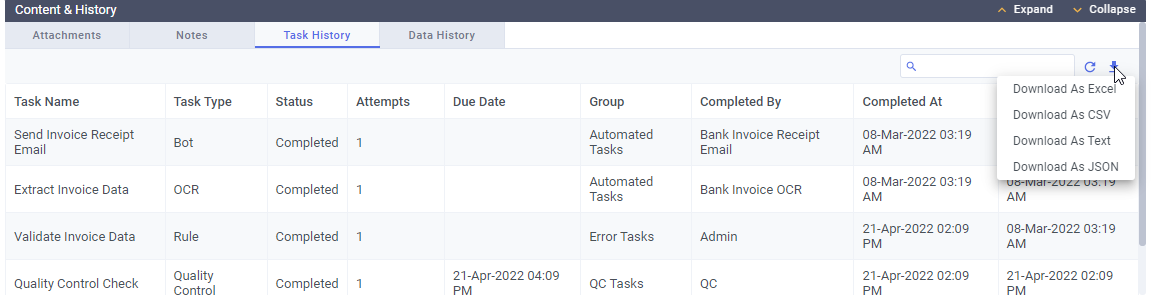 Content & History
Expand
Collapse
Attachments
Notes
Task History
Data History
Download As Excel
Download As CSV
Download As Text
Download As JSON
Task Name Task Type Status Attempts Due Date Group Completed By Completed At
Send Invoice Receipt Email Bot Completed 1 Automated Tasks Bank Invoice Receipt Email 08-Mar-2022 03:19 AM
Extract Invoice Data OCR Completed 1 Automated Tasks Bank Invoice OCR 08-Mar-2022 03:19 AM 08-Mar-2022 03:19 AM
Validate Invoice Data Rule Completed 1 Error Tasks Admin 21-Apr-2022 02:09 PM 08-Mar-2022 03:19 AM
Quality Control Check Quality Control Completed 1 21-Apr-2022 04:09 PM QC Tasks QC 21-Apr-2022 02:09 PM 21-Apr-2022 02:09 PM